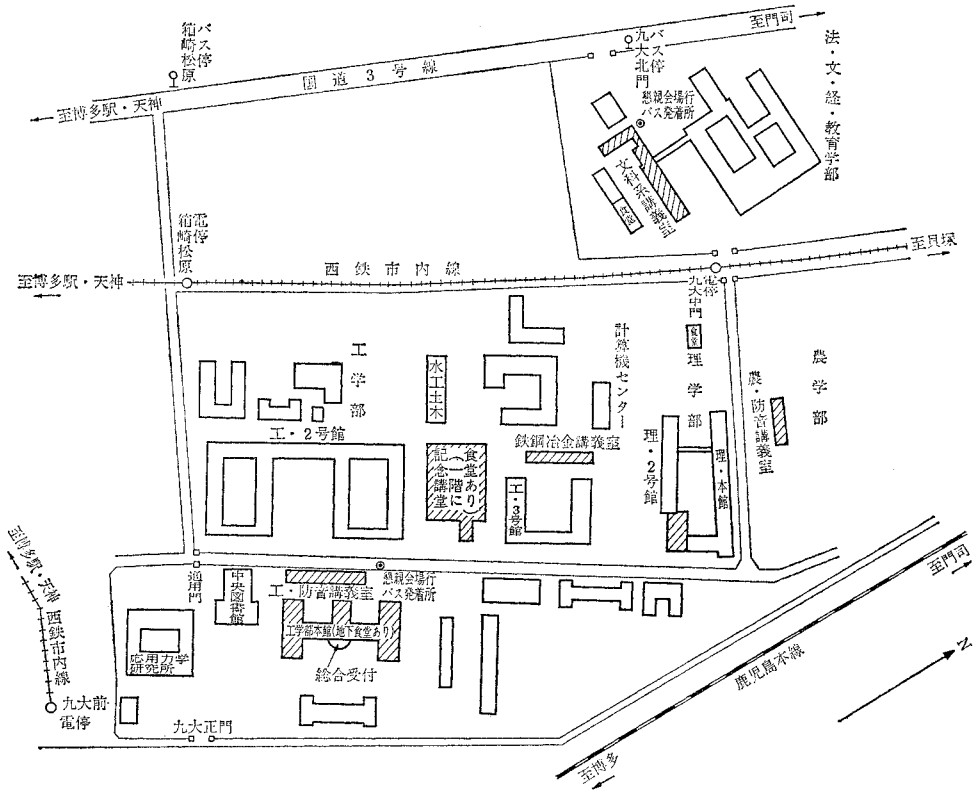 至門司
バス停
箱崎松原
国道3号線
バス停
九大北門
至博多駅・天神
懇親会場行
バス発着所
法・文・経・教育学部
文科系講義室
食堂
電停
箱崎松原
西鉄市内線
至貝塚
至博多駅・天神
電停
九大中門
食堂
理学部
計算機センター
工学部
水工土木
農学部
農・防音講義室
工・2号館
鉄鋼冶金講義室
理・2号館
理・本館
記念講堂
(一階に
食堂あり)
工・3号館
至博多駅・天神
西鉄市内線
九大前
電停
通用門
中央図書館
工・防音講義室
懇親会場行
バス発着所
工学部本館(地下食堂あり)
総合受付
応用力学
研究所
九大正門
至門司
鹿児島本線
至博多
N